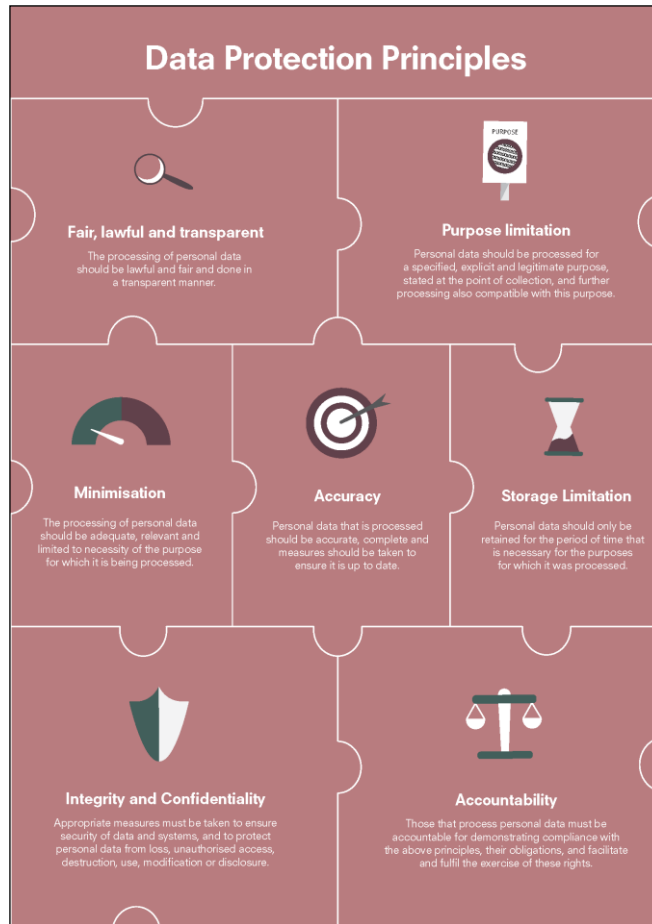 Data Protection Principles
PURPOSE
Fair, lawful and transparent
The processing of personal data
should be lawful and fair and done in
a transparent manner.
Purpose limitation
Personal data should be processed for
a specified, explicit and legitimate purpose,
stated at the point of collection, and further
processing also compatible with this purpose.
Minimisation
The processing of personal data
should be adequate, relevant and
limited to necessity of the purpose
for which it is being processed.
Accuracy
Personal data that is processed
should be accurate, complete and
measures should be taken to
ensure it is up to date.
Storage Limitation
Personal data should only be
retained for the period of time that
is necessary for the purposes
for which it was processed.
Integrity and Confidentiality
Appropriate measures must be taken to ensure
security of data and systems, and to protect
personal data from loss, unauthorised access,
destruction, use, modification or disclosure.
Accountability
Those that process personal data must be
accountable for demonstrating compliance with
the above principles, their obligations, and facilitate
and fulfil the exercise of these rights.